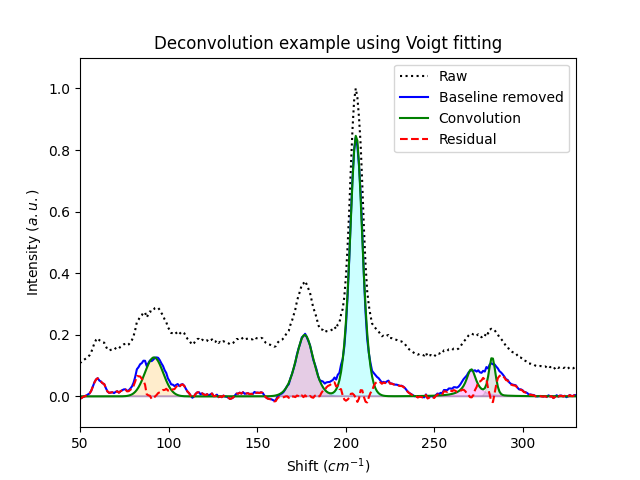 Deconvolution example using Voigt fitting
Raw
Baseline removed
Convolution
Residual
Intensity (a.u.)
1.0
0.8
0.6
0.4
0.2
0.0
50 100 150 200 250 300
Shift (cm⁻¹)